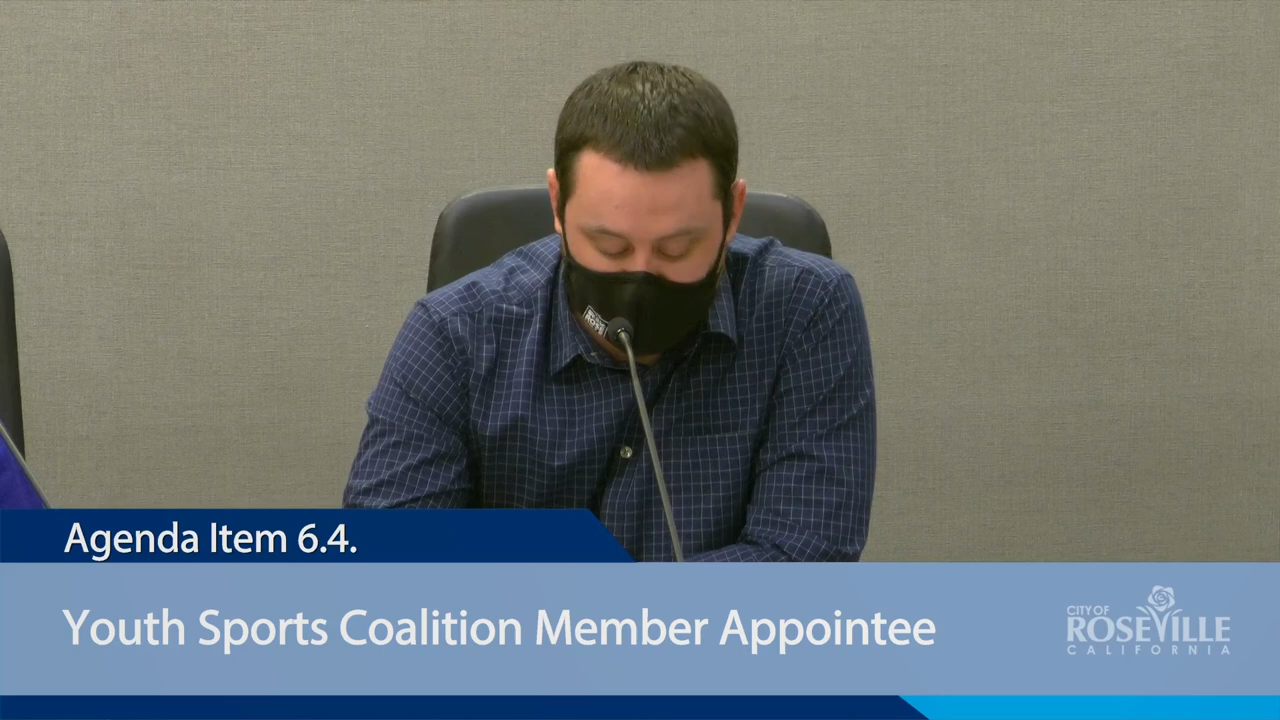 Agenda Item 6.4.
Youth Sports Coalition Member Appointee
CITY OF
ROSEVILLE
CALIFORNIA